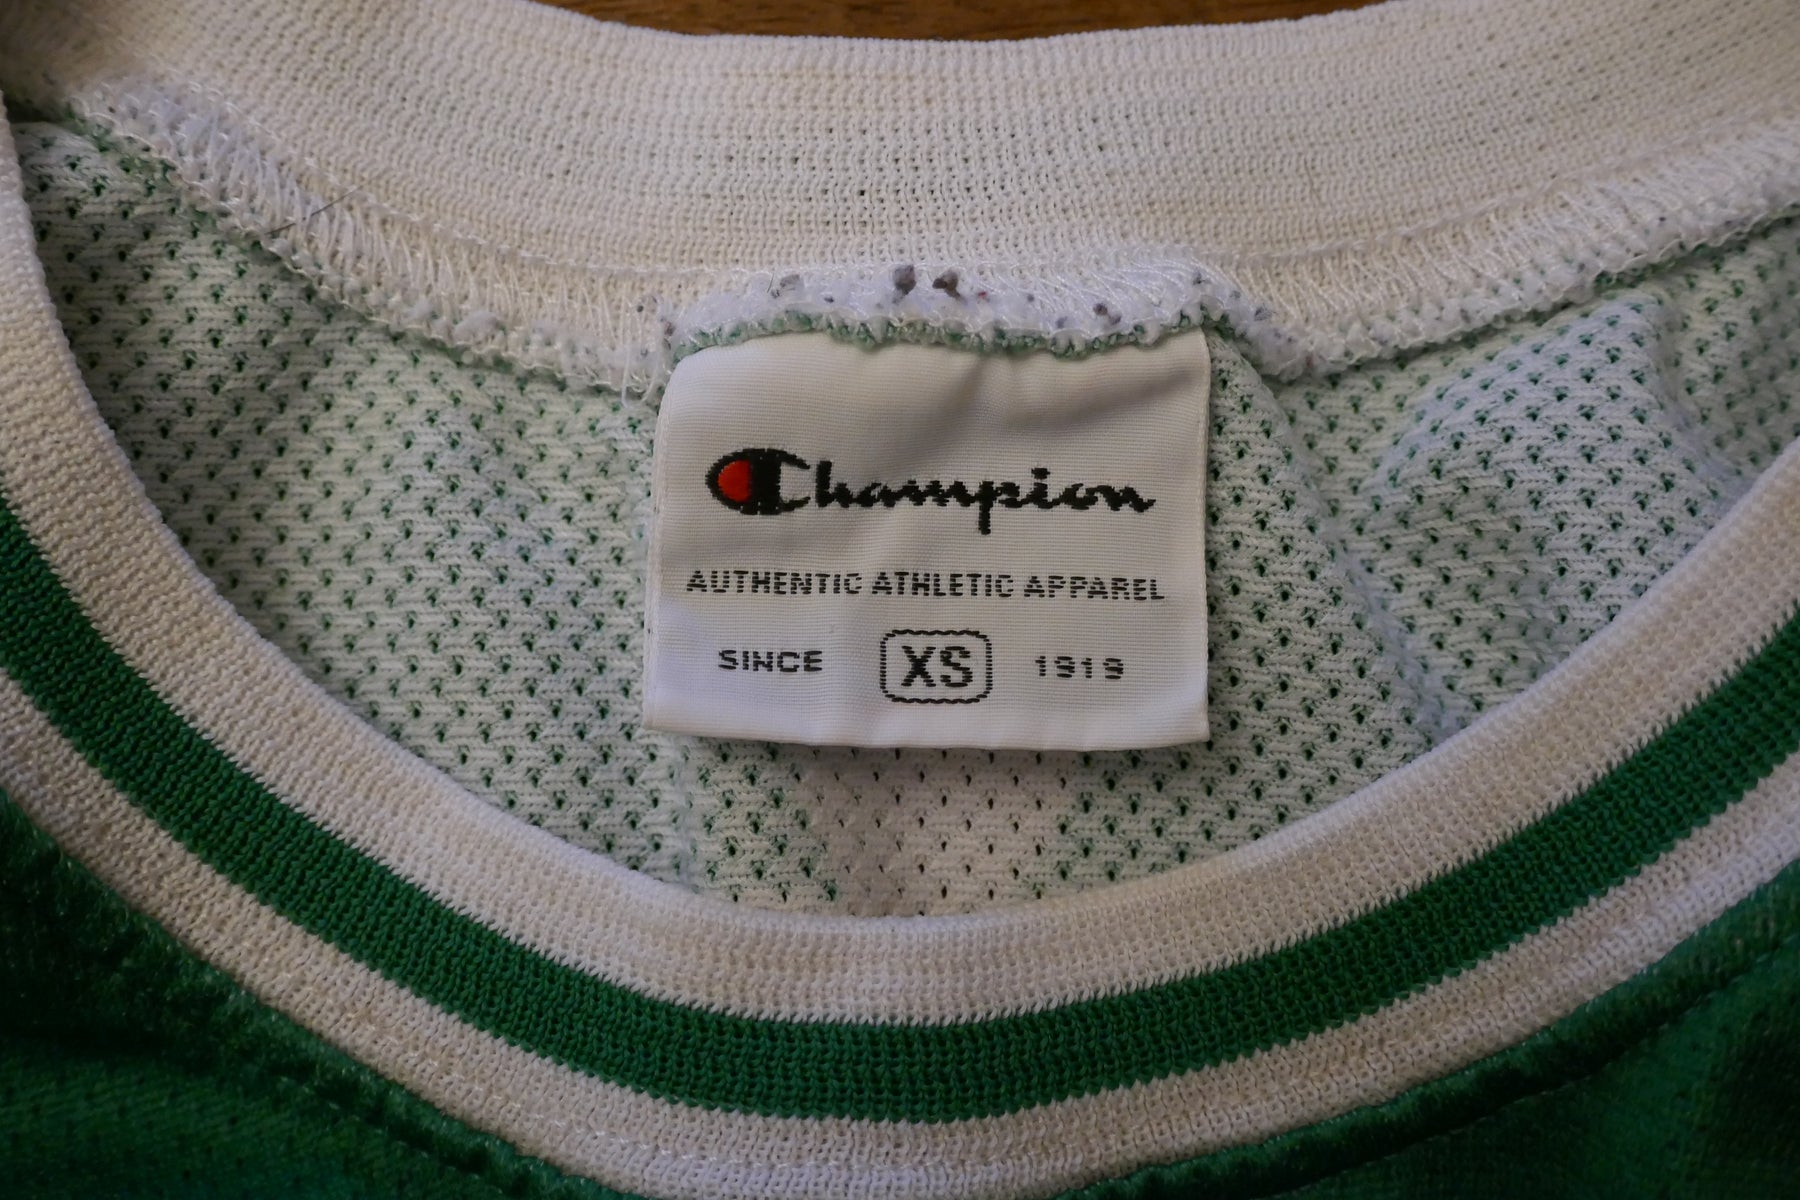 Champion
AUTHENTIC ATHLETIC APPAREL
SINCE XS 1919